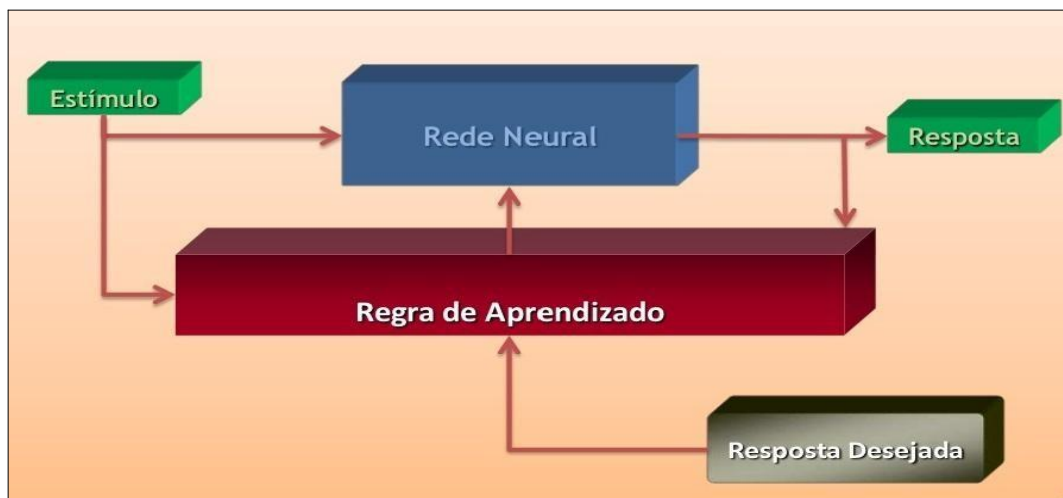 Estímulo
Rede Neural
Resposta
Regra de Aprendizado
Resposta Desejada